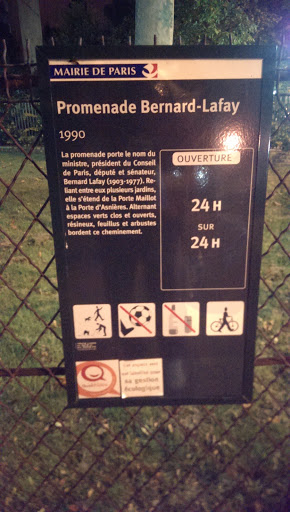 MAIRIE DE PARIS
Promenade Bernard-Lafay
1990
La promenade porte le nom du
ministre, président du Conseil
de Paris, député et sénateur,
Bernard Lafay (1903-1977). Re-
liant entre eux plusieurs jardins,
elle s'étend de la Porte Maillot
à la Porte d'Asnières. Alternant
espaces verts clos et ouverts,
résineux, feuillus et arbustes
bordent ce cheminement.
OUVERTURE
24 H
SUR
24 H
sa gestion
écologique